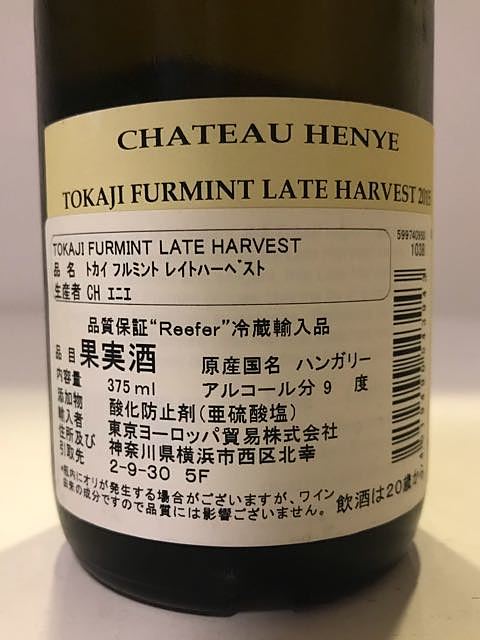 CHATEAU HENYE
TOKAJI FURMINT LATE HARVEST 2015
TOKAJI FURMINT LATE HARVEST
品 名 トカイ フルミント レイトハーベスト
生産者 CH エニエ
品質保証“Reefer”冷蔵輸入品
品目 果実酒 原産国名 ハンガリー
内容量 375ml アルコール分 9 度
添加物 酸化防止剤(亜硫酸塩)
輸入者 東京ヨーロッパ貿易株式会社
住所及び 神奈川県横浜市西区北幸
引取先 2-9-30 5F
*瓶内にオリが発生する場合がございますが、ワイン
由来の成分ですので品質には影響ございません。
飲酒は20歳から
1038